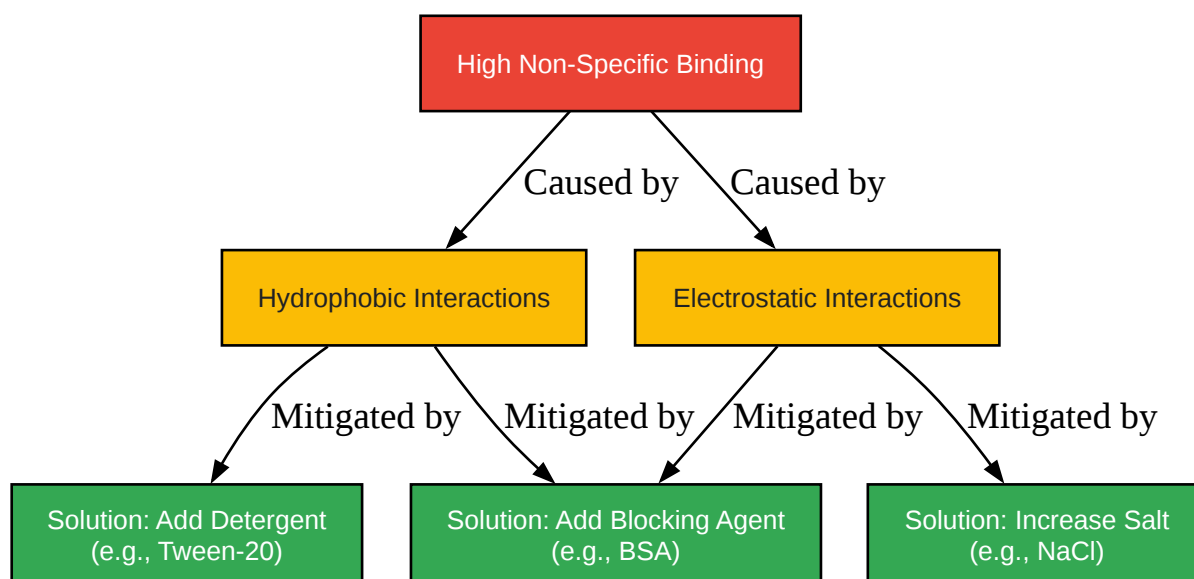 High Non-Specific Binding
Caused by
Caused by
Hydrophobic Interactions
Electrostatic Interactions
Mitigated by
Mitigated by
Mitigated by
Mitigated by
Solution: Add Detergent
(e.g., Tween-20)
Solution: Add Blocking Agent
(e.g., BSA)
Solution: Increase Salt
(e.g., NaCl)